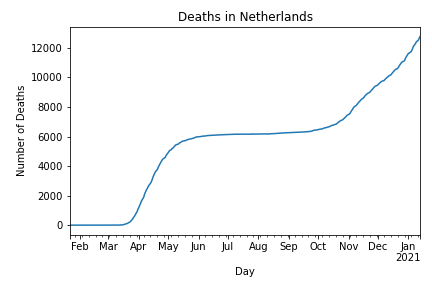 Deaths in Netherlands
Number of Deaths
12000
10000
8000
6000
4000
2000
0
Feb Mar Apr May Jun Jul Aug Sep Oct Nov Dec Jan
2021
Day